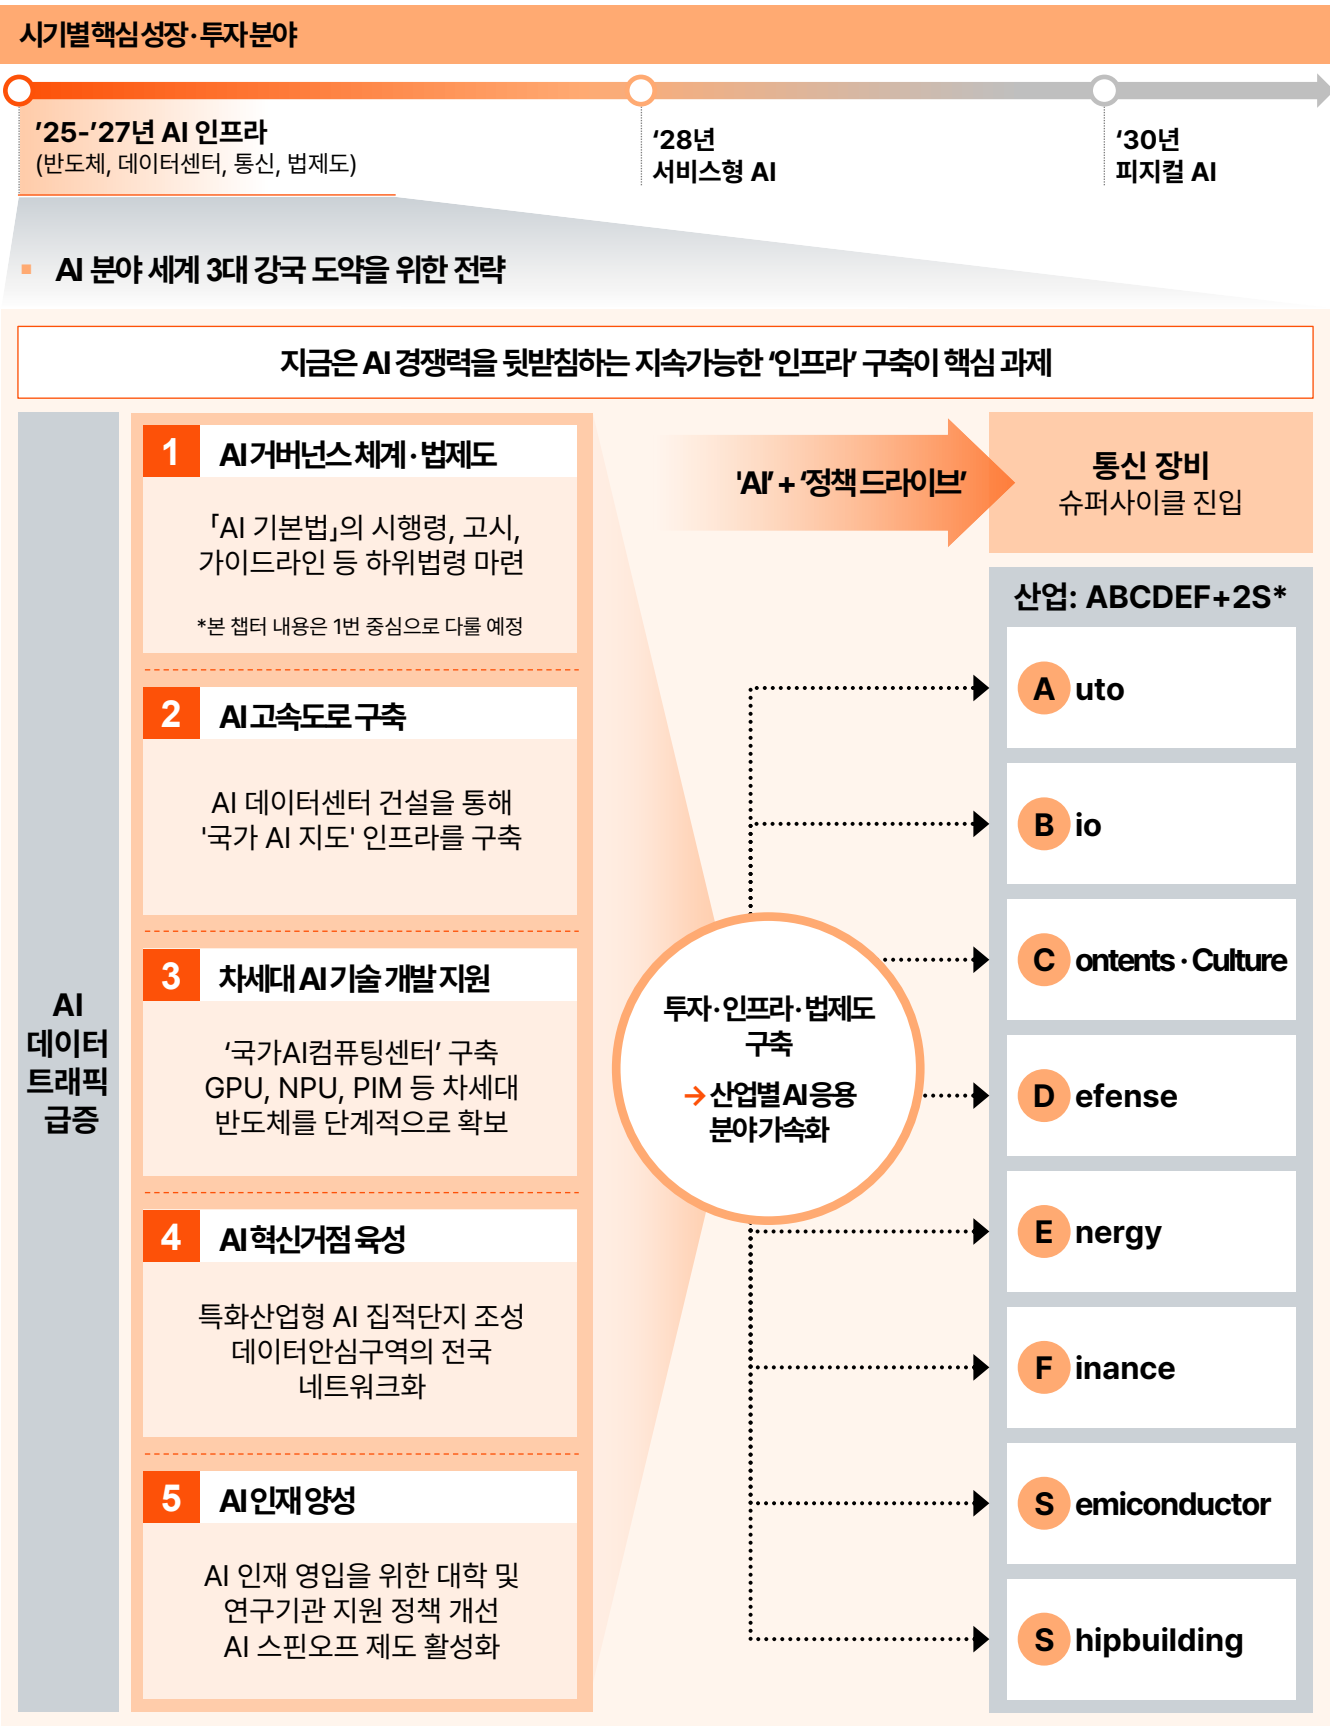 시기별 핵심 성장·투자 분야
’25-’27년 AI 인프라
(반도체, 데이터센터, 통신, 법제도)
‘28년
서비스형 AI
‘30년
피지컬 AI
▪ AI 분야 세계 3대 강국 도약을 위한 전략
지금은 AI 경쟁력을 뒷받침하는 지속가능한 ‘인프라’ 구축이 핵심 과제
AI
데이터
트래픽
급증
1 AI 거버넌스 체계·법제도
「AI 기본법」의 시행령, 고시,
가이드라인 등 하위법령 마련
*본 챕터 내용은 1번 중심으로 다룰 예정
2 AI 고속도로 구축
AI 데이터센터 건설을 통해
'국가 AI 지도' 인프라를 구축
3 차세대 AI 기술 개발 지원
‘국가AI컴퓨팅센터’ 구축
GPU, NPU, PIM 등 차세대
반도체를 단계적으로 확보
4 AI 혁신거점 육성
특화산업형 AI 집적단지 조성
데이터안심구역의 전국
네트워크화
5 AI 인재 양성
AI 인재 영입을 위한 대학 및
연구기관 지원 정책 개선
AI 스핀오프 제도 활성화
'AI’ + ‘정책 드라이브’
투자·인프라·법제도
구축
→ 산업별 AI 응용
분야 가속화
통신 장비
슈퍼사이클 진입
산업: ABCDEF+2S*
Auto
Bio
Contents · Culture
Defense
Energy
Finance
Semiconductor
Shipbuilding